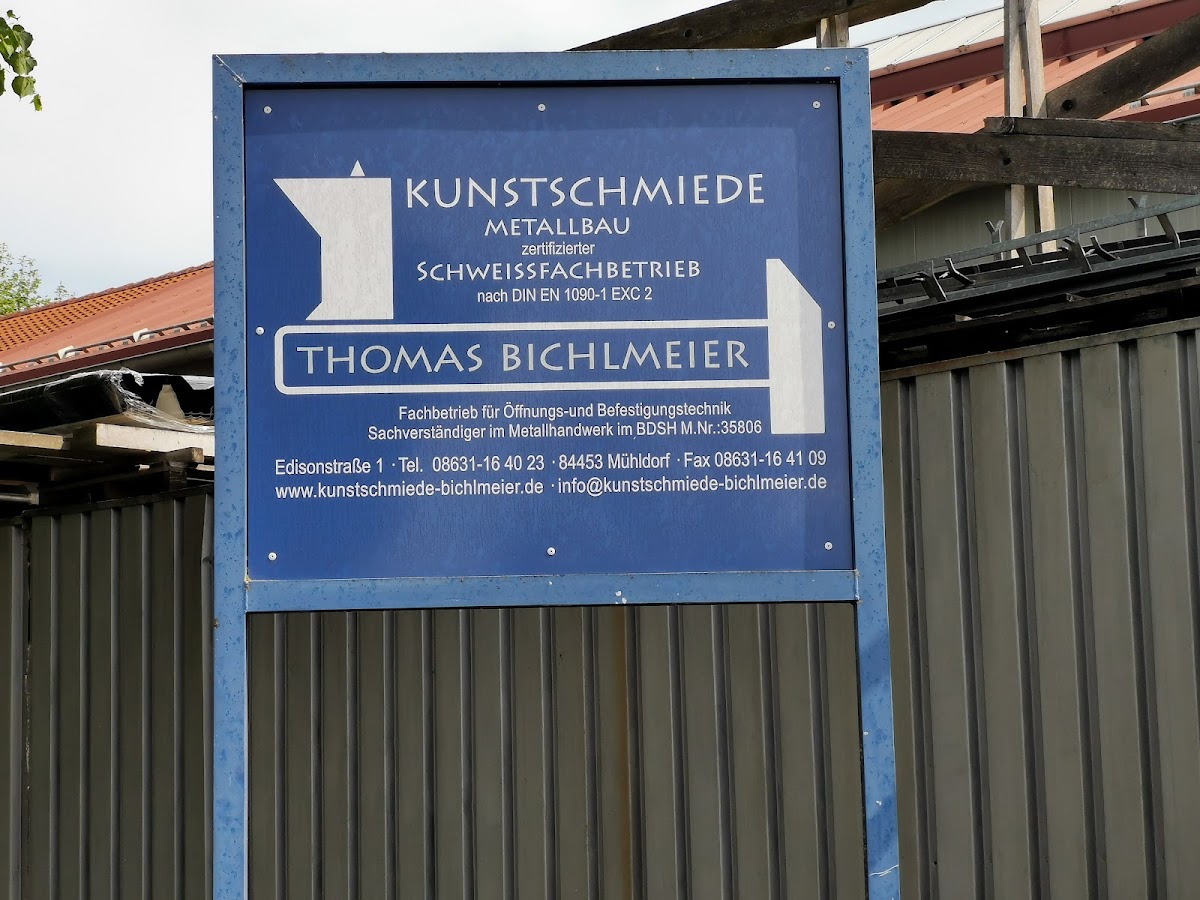 KUNSTSCHMIEDE
METALLBAU
zertifizierter
SCHWEISSFACHBETRIEB
nach DIN EN 1090-1 EXC 2
THOMAS BICHLMEIER
Fachbetrieb für Öffnungs-und Befestigungstechnik
Sachverständiger im Metallhandwerk im BDSH M.Nr.:35806
Edisonstraße 1 · Tel. 08631-16 40 23 · 84453 Mühldorf · Fax 08631-16 41 09
www.kunstschmiede-bichlmeier.de · info@kunstschmiede-bichlmeier.de